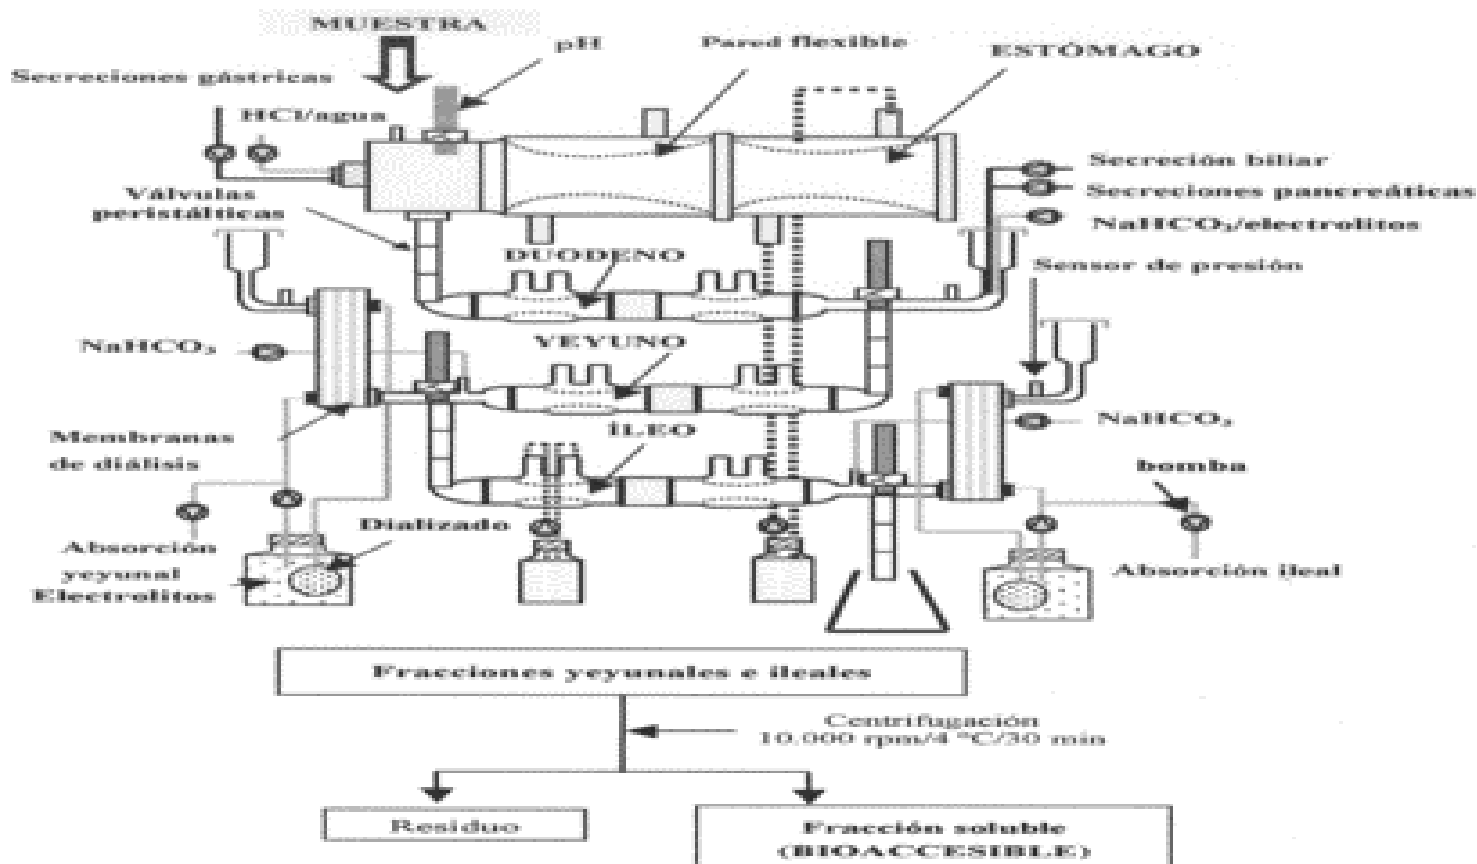 MUESTRA
pH
Pared flexible
ESTÓMAGO
Secreciones gástricas
HCl/agua
Válvulas
peristálticas
Secreción biliar
Secreciones pancreáticas
NaHCO₃/electrolitos
DUODENO
Sensor de presión
NaHCO₃
YEYUNO
Membranas
de diálisis
ÍLEO
NaHCO₃
bomba
Dializado
Absorción
yeyunal
Electrolitos
Absorción ileal
Fracciones yeyunales e ileales
Centrifugación
10.000 rpm/4 °C/30 min
Residuo
Fracción soluble
(BIOACCESIBLE)